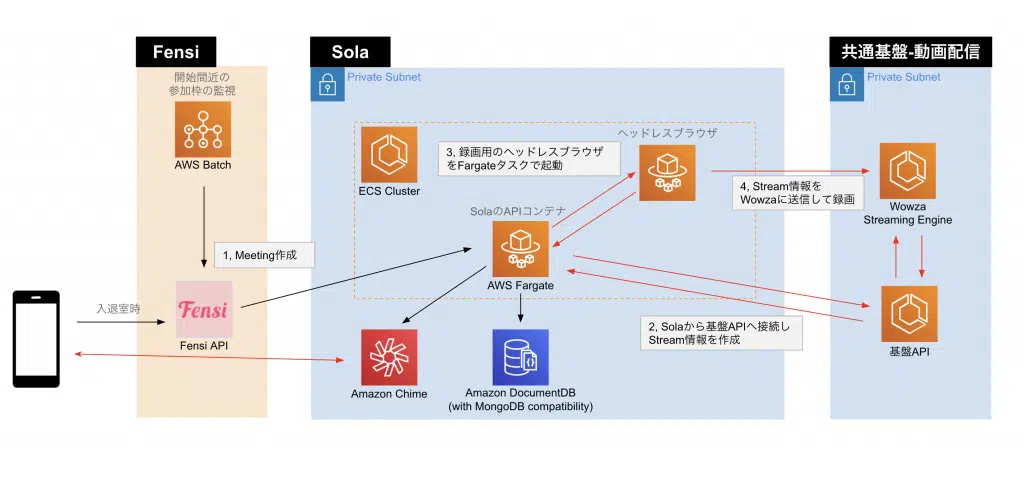 Fensi
Sola
共通基盤-動画配信
開始間近の
参加枠の監視
Private Subnet
Private Subnet
AWS Batch
ECS Cluster
3, 録画用のヘッドレスブラウザ
をFargateタスクで起動
ヘッドレスブラウザ
4, Stream情報を
Wowzaに送信して録画
Wowza
Streaming Engine
SolaのAPIコンテナ
1, Meeting作成
AWS Fargate
入退室時
Fensi
Fensi API
2, Solaから基盤APIへ接続し
Stream情報を作成
基盤API
Amazon Chime
Amazon DocumentDB
(with MongoDB compatibility)